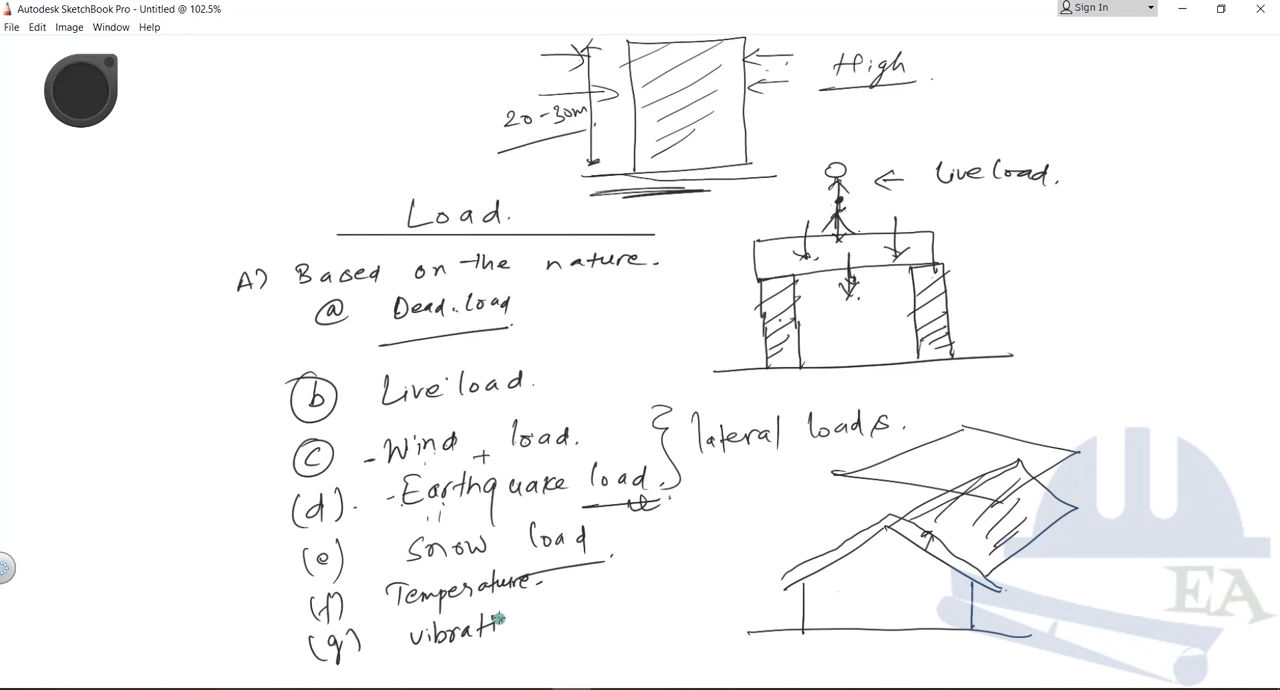 Autodesk SketchBook Pro - Untitled @ 102.5%
Sign In
File Edit Image Window Help
High.
20-30m
Live load.
Load.
A) Based on the nature.
@ Dead.load
(b) Live load.
(c) -Wind + load.
(d). -Earthquake load.
lateral loads.
(e) Snow load
(f) Temperature.
(g) vibrati
EA